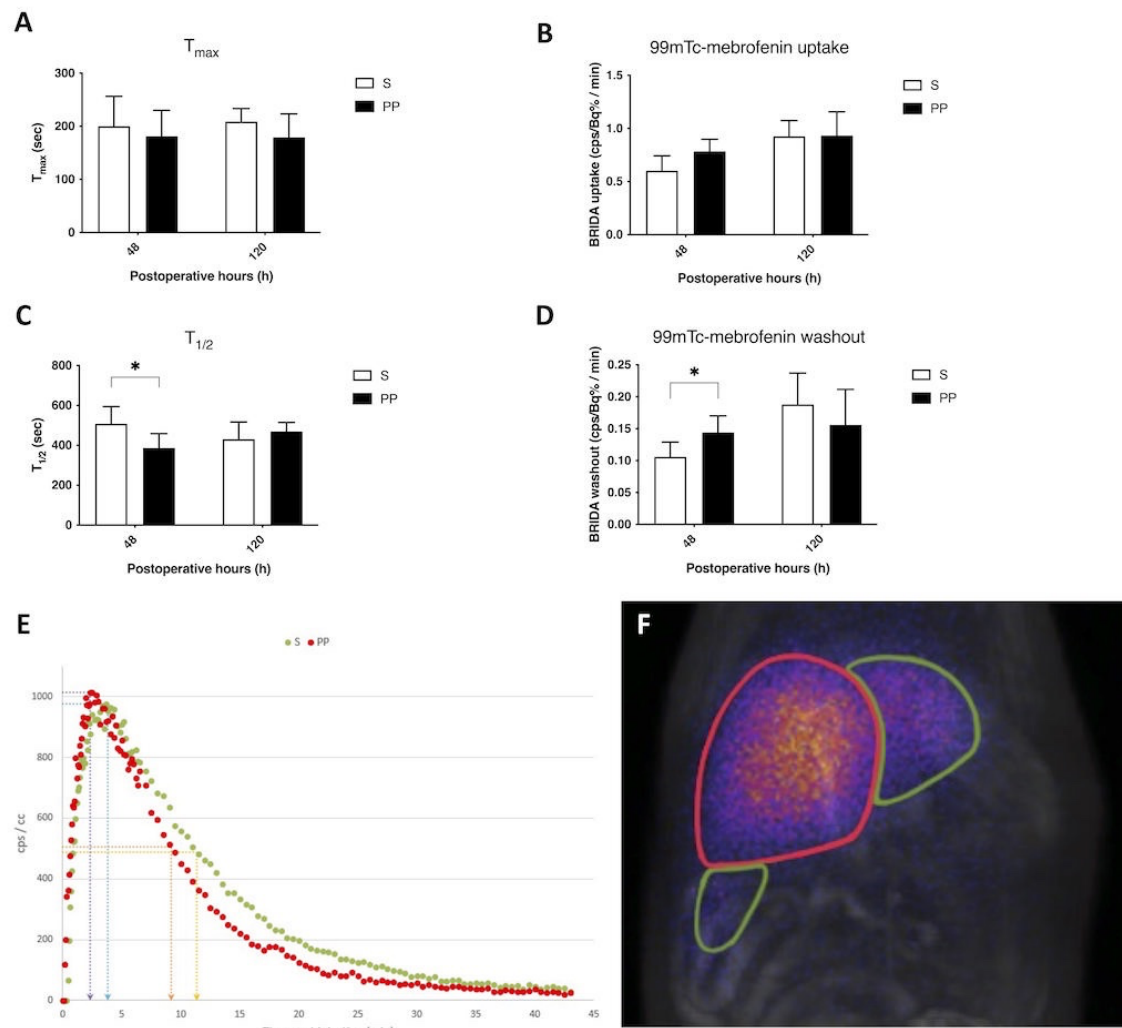 A
T max
300
200
100
0
T max (sec)
48
120
Postoperative hours (h)
S
PP
B
99mTc-mebrofenin uptake
1.5
1.0
0.5
0.0
BRIDA uptake (cps/Bq% / min)
48
120
Postoperative hours (h)
S
PP
C
T 1/2
800
600
400
200
0
T 1/2 (sec)
*
48
120
Postoperative hours (h)
S
PP
D
99mTc-mebrofenin washout
0.25
0.20
0.15
0.10
0.05
0.00
BRIDA washout (cps/Bq% / min)
*
48
120
Postoperative hours (h)
S
PP
E
S PP
1000
800
600
400
200
0
cps / cc
0 5 10 15 20 25 30 35 40 45
F